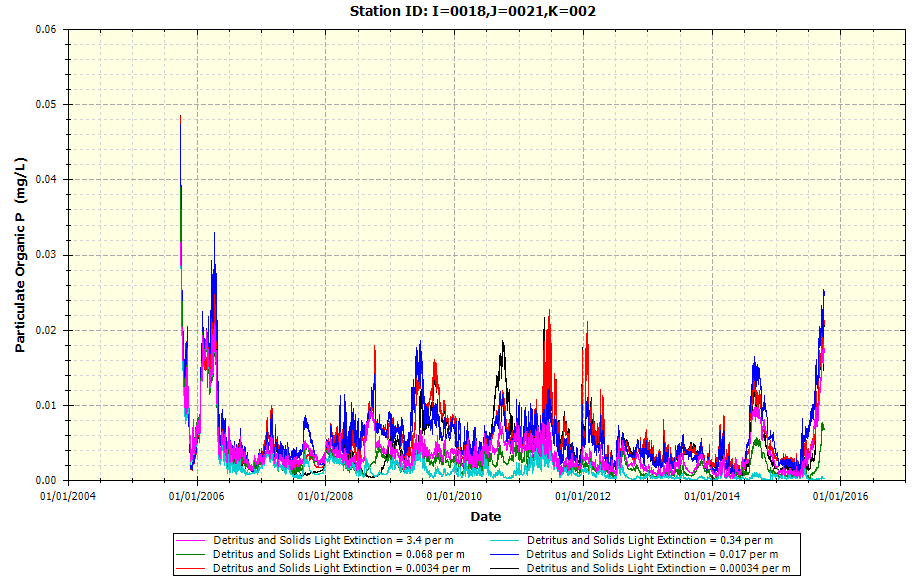 Station ID: I=0018,J=0021,K=002
Particulate Organic P (mg/L)
0.06
0.05
0.04
0.03
0.02
0.01
0.00
01/01/2004 01/01/2006 01/01/2008 01/01/2010 01/01/2012 01/01/2014 01/01/2016
Date
Detritus and Solids Light Extinction = 3.4 per m Detritus and Solids Light Extinction = 0.34 per m
Detritus and Solids Light Extinction = 0.068 per m Detritus and Solids Light Extinction = 0.017 per m
Detritus and Solids Light Extinction = 0.0034 per m Detritus and Solids Light Extinction = 0.00034 per m